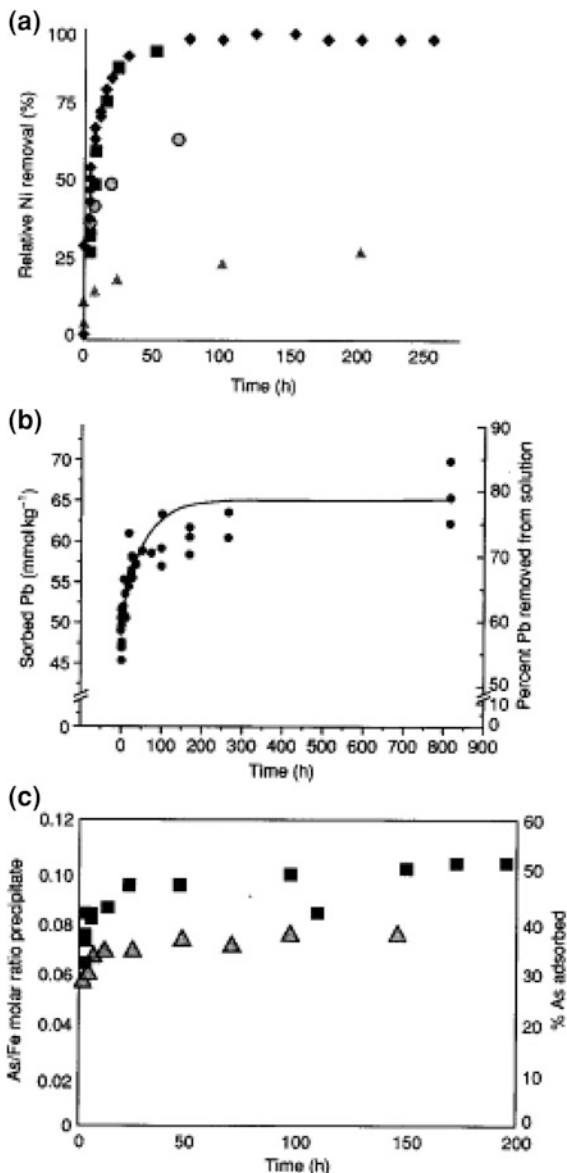 (a)
Relative Ni removal (%)
100
75
50
25
0
0 50 100 150 200 250
Time (h)
(b)
Sorbed Pb (mmol kg⁻¹)
70
65
60
55
50
45
0
Percent Pb removed from solution
90
80
70
60
50
10
0
0 100 200 300 400 500 600 700 800 900
Time (h)
(c)
As/Fe molar ratio precipitate
0.12
0.10
0.08
0.06
0.04
0.02
0
% As adsorbed
60
50
40
30
20
10
0
0 50 100 150 200
Time (h)